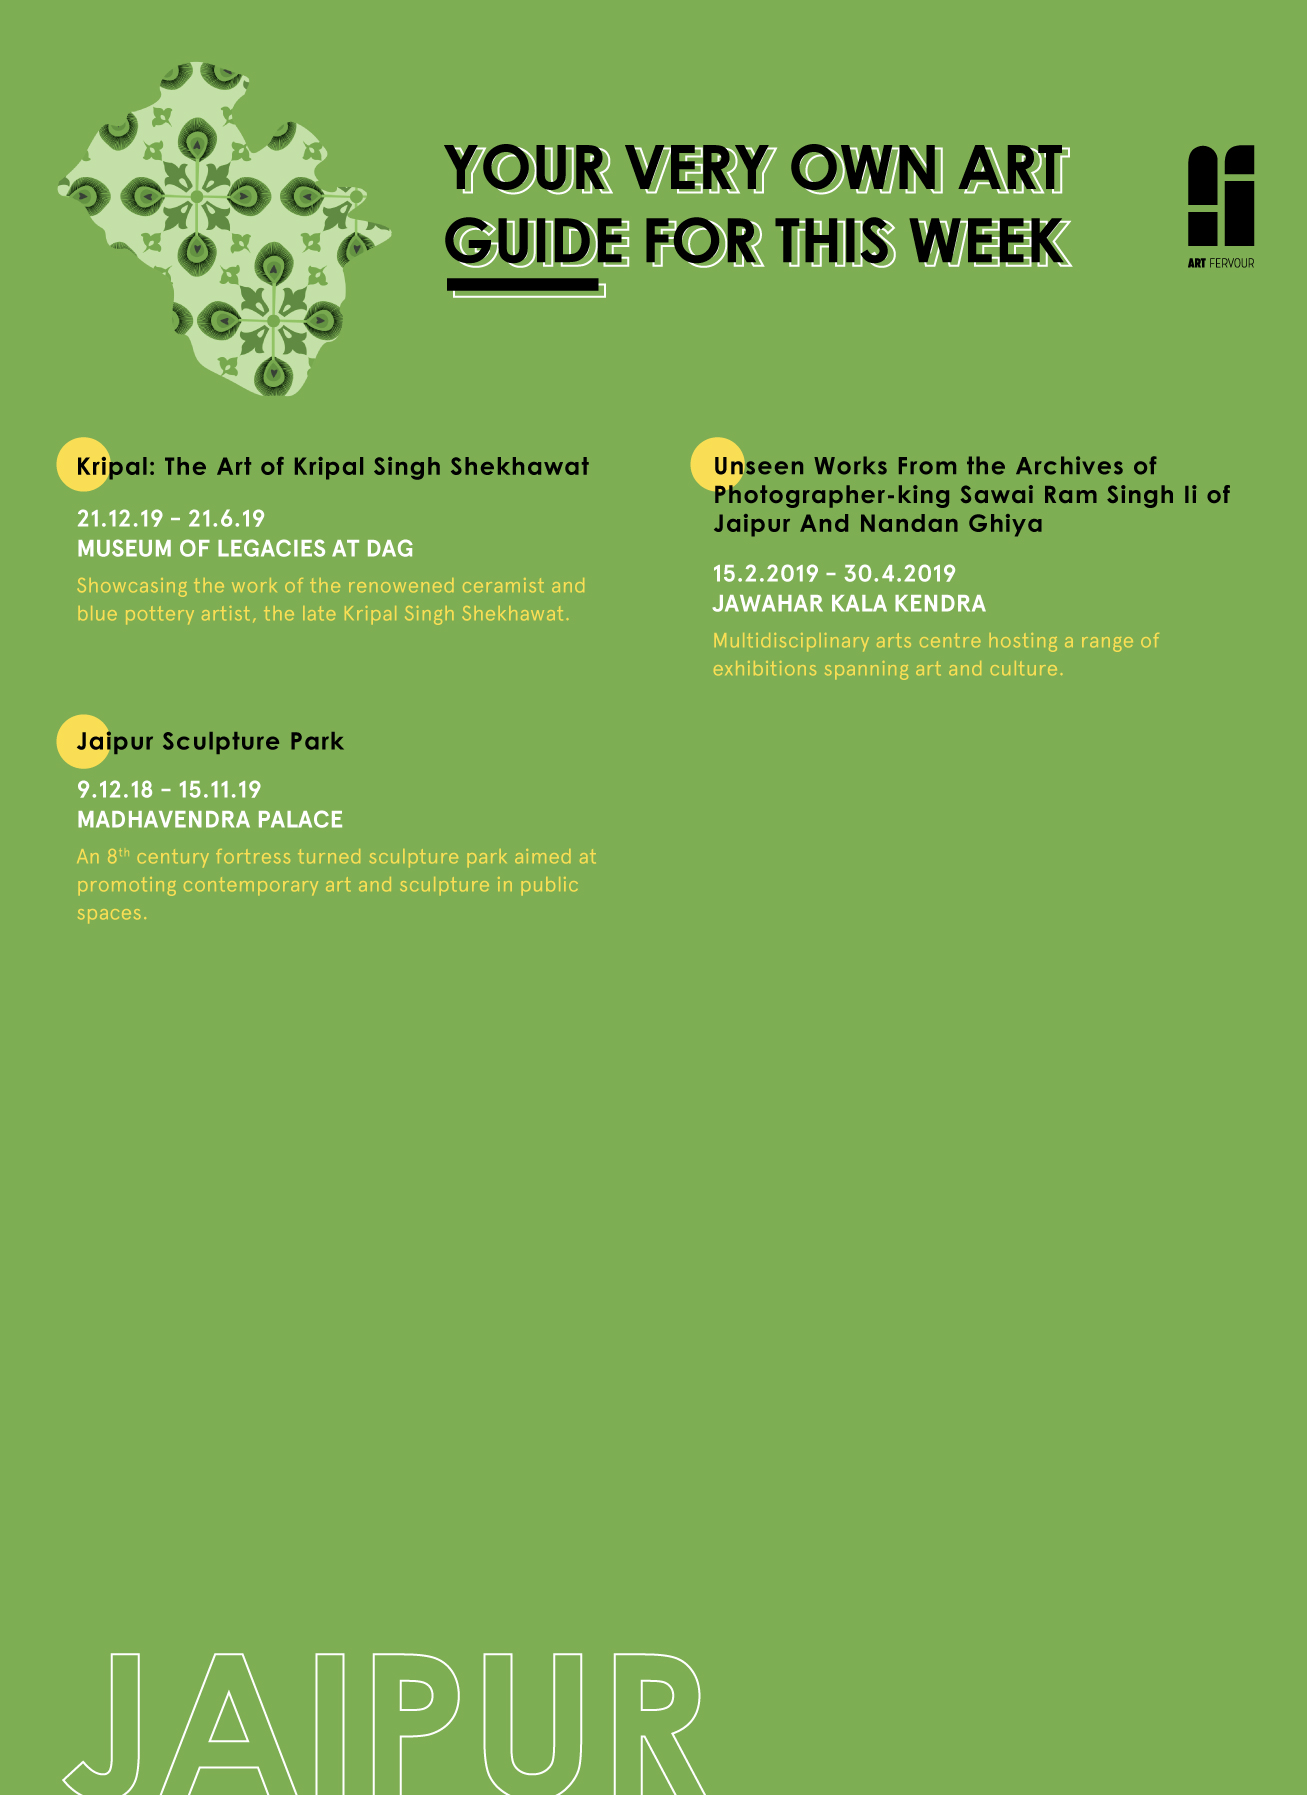 YOUR VERY OWN ART
GUIDE FOR THIS WEEK
ART FERVOUR
Kripal: The Art of Kripal Singh Shekhawat
21.12.19 – 21.6.19
MUSEUM OF LEGACIES AT DAG
Showcasing the work of the renowened ceramist and
blue pottery artist, the late Kripal Singh Shekhawat.
Unseen Works From the Archives of
Photographer-king Sawai Ram Singh Ii of
Jaipur And Nandan Ghiya
15.2.2019 – 30.4.2019
JAWAHAR KALA KENDRA
Multidisciplinary arts centre hosting a range of
exhibitions spanning art and culture.
Jaipur Sculpture Park
9.12.18 – 15.11.19
MADHAVENDRA PALACE
An 8th century fortress turned sculpture park aimed at
promoting contemporary art and sculpture in public
spaces.
JAIPUR